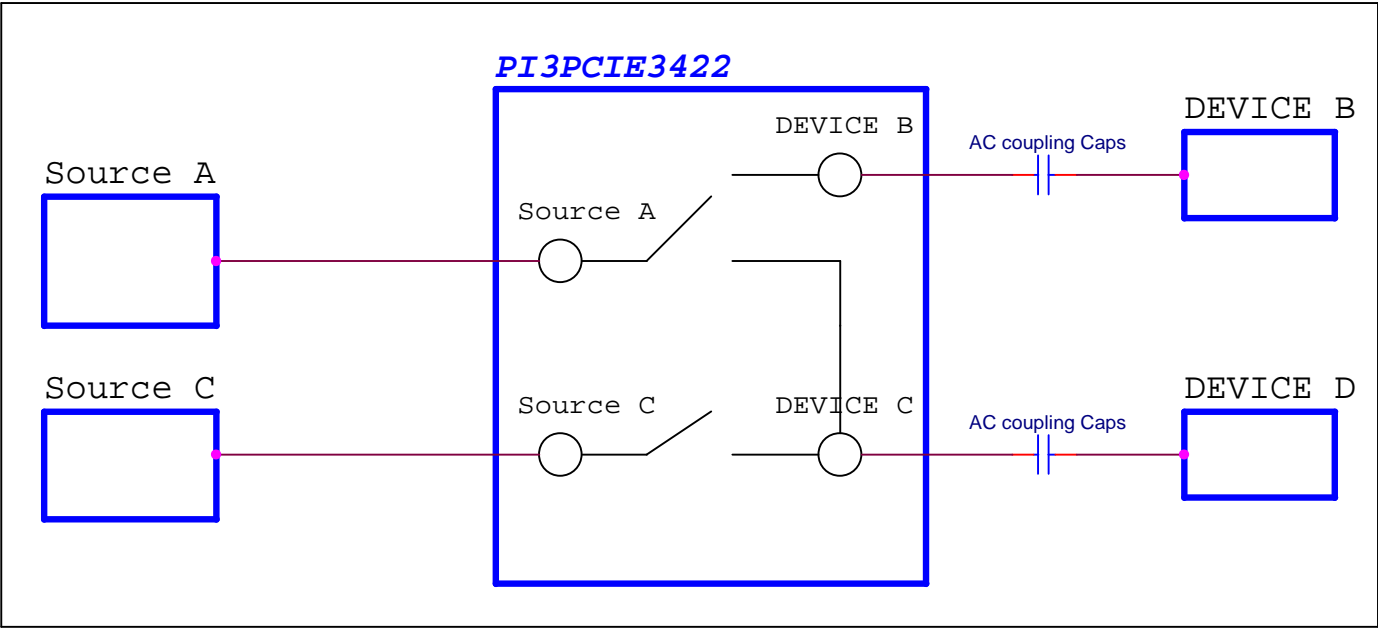 PI3PCIE3422
DEVICE B
DEVICE B
AC coupling Caps
Source A
Source A
Source C
Source C
DEVICE C
DEVICE D
AC coupling Caps